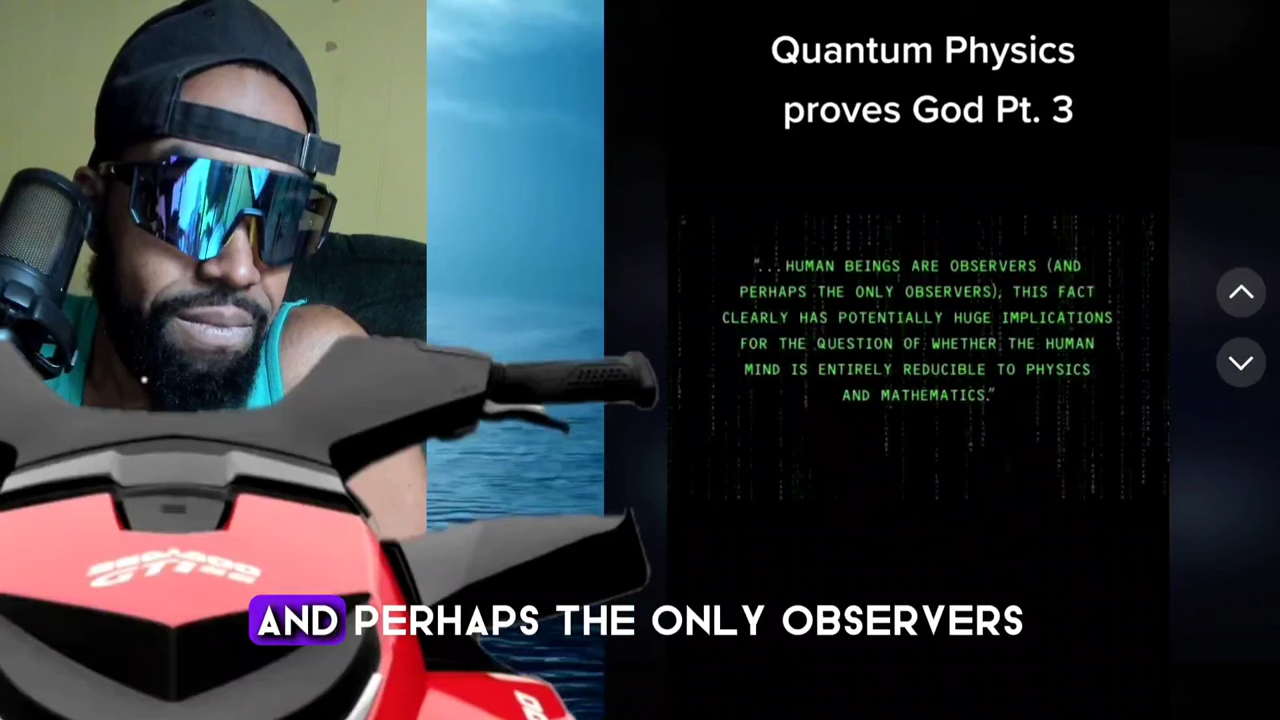 Quantum Physics
proves God Pt. 3
"...HUMAN BEINGS ARE OBSERVERS (AND
PERHAPS THE ONLY OBSERVERS), THIS FACT
CLEARLY HAS POTENTIALLY HUGE IMPLICATIONS
FOR THE QUESTION OF WHETHER THE HUMAN
MIND IS ENTIRELY REDUCIBLE TO PHYSICS
AND MATHEMATICS."
AND PERHAPS THE ONLY OBSERVERS